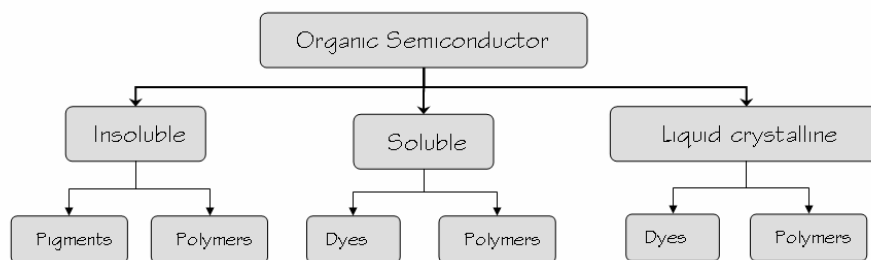 Organic Semiconductor
Insoluble
Soluble
Liquid crystalline
Pigments
Polymers
Dyes
Polymers
Dyes
Polymers